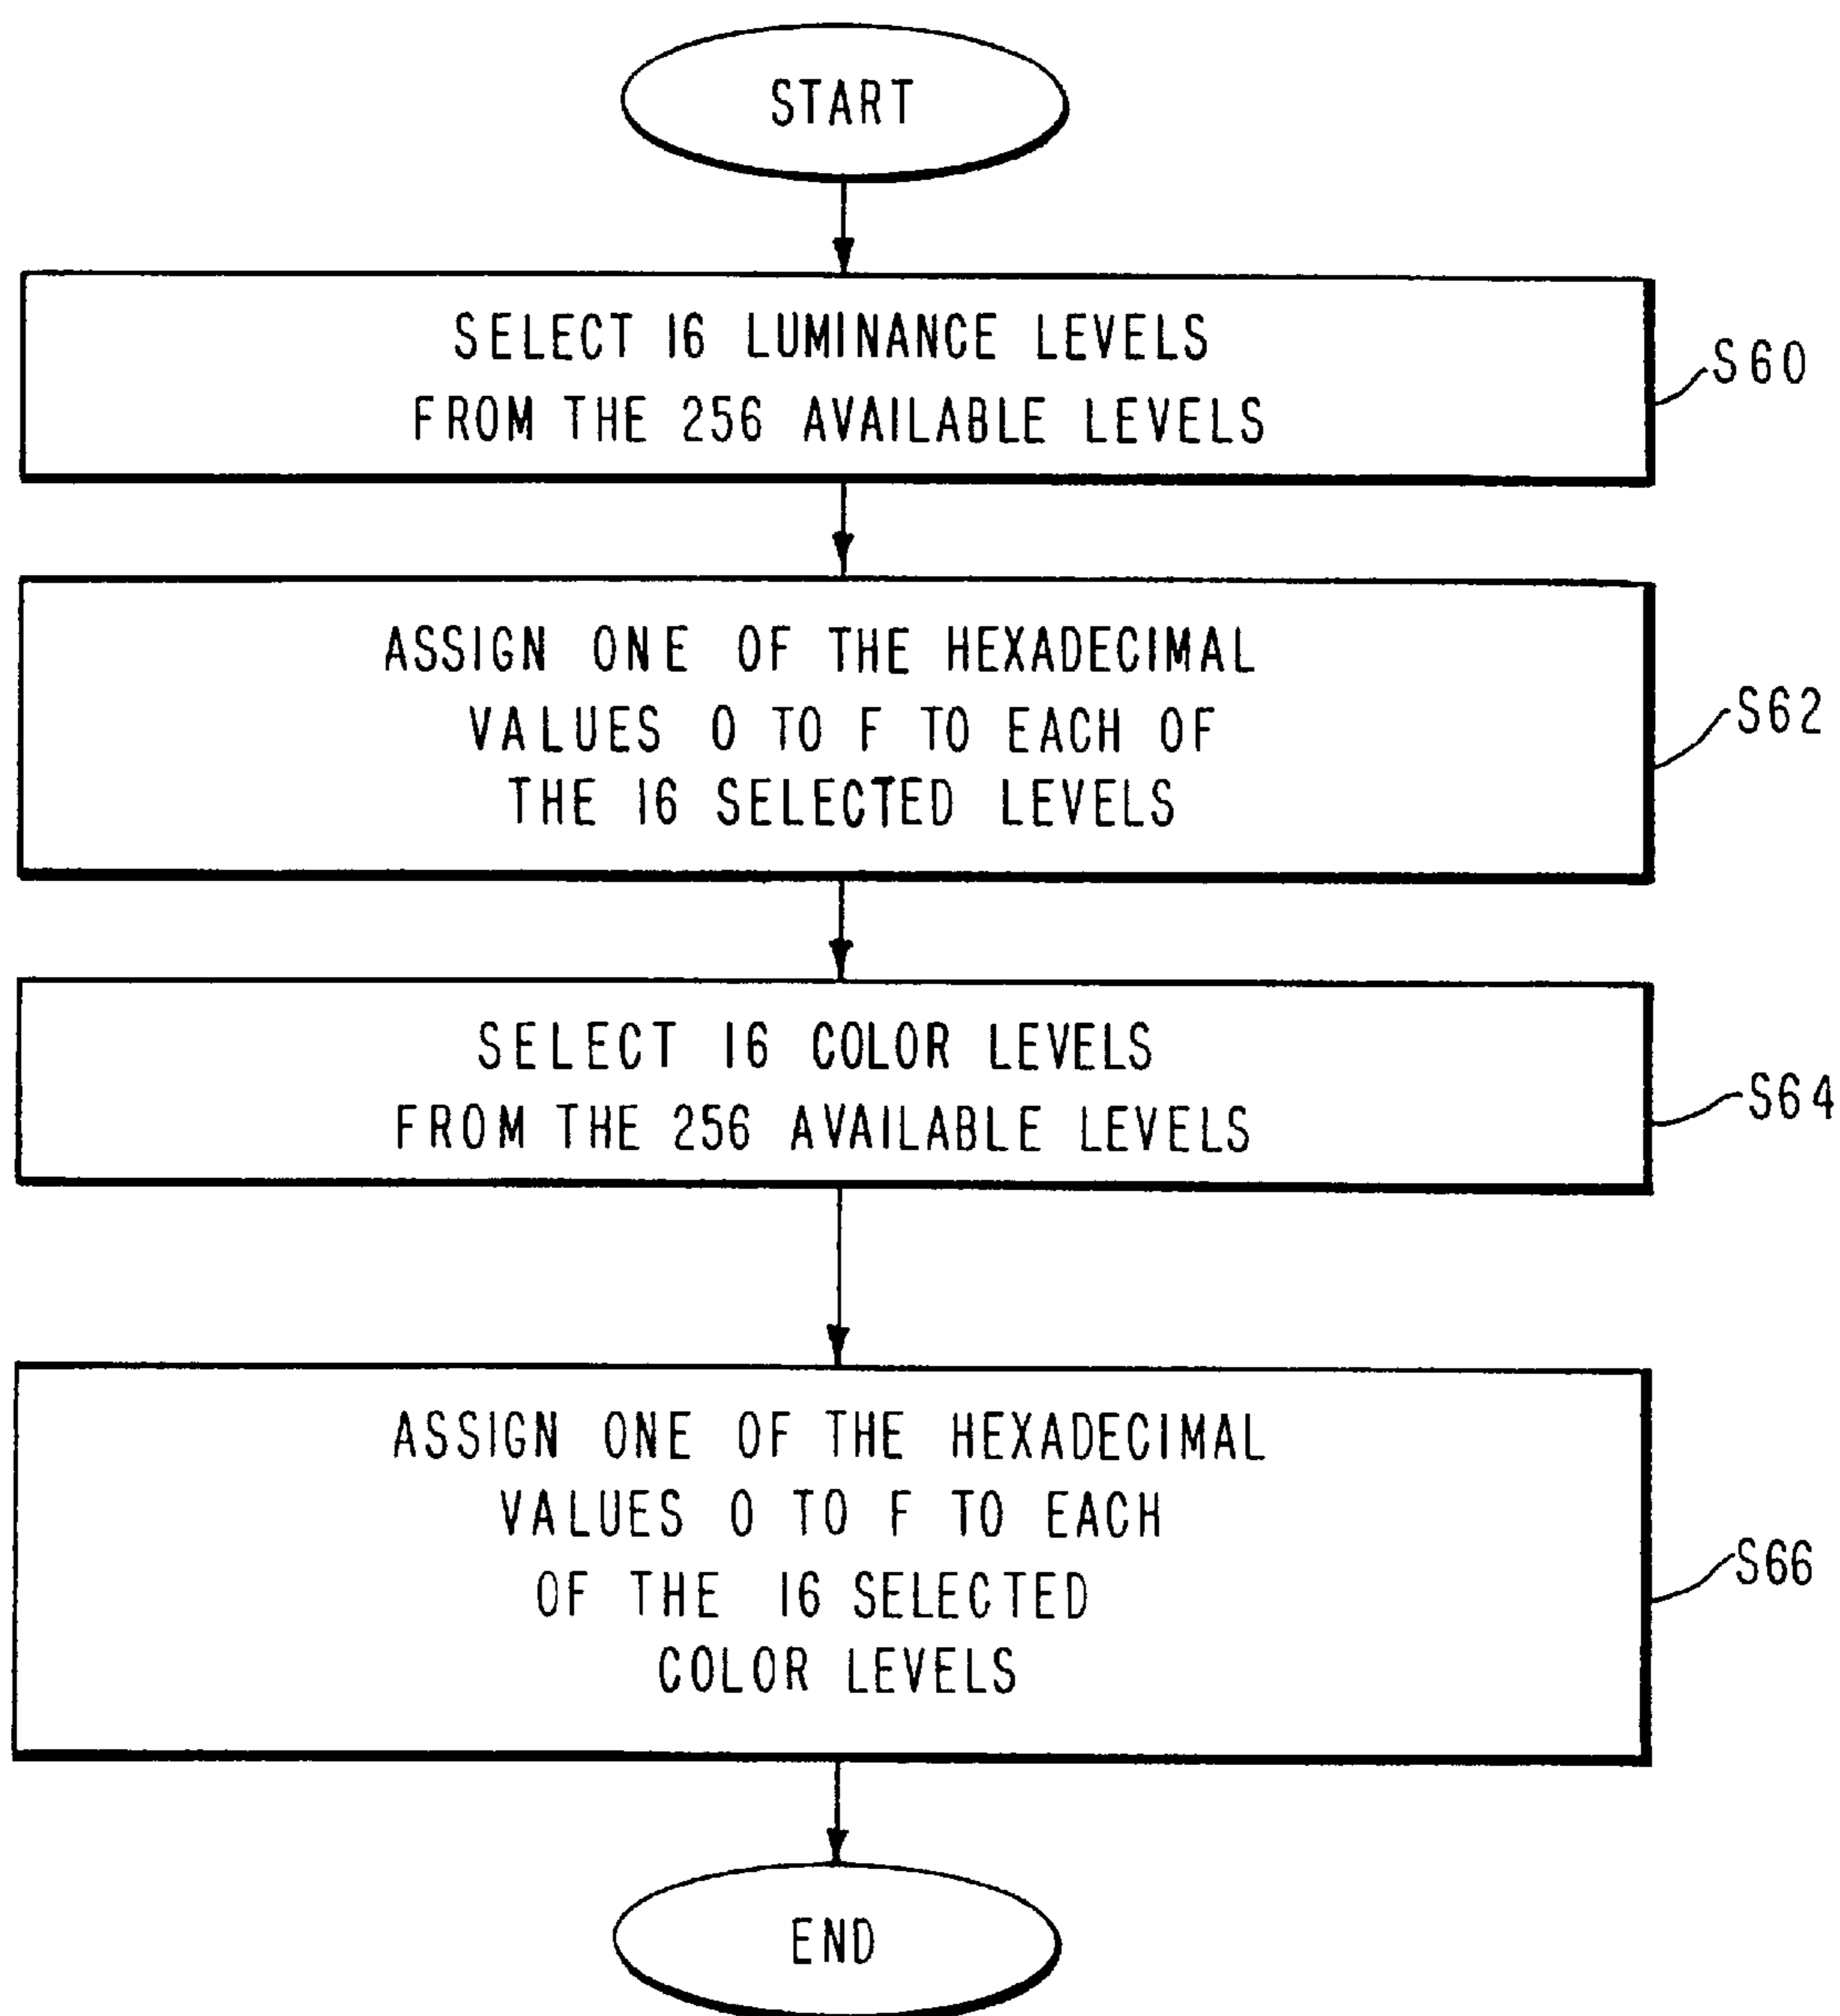 START
SELECT 16 LUMINANCE LEVELS
FROM THE 256 AVAILABLE LEVELS
S60
ASSIGN ONE OF THE HEXADECIMAL
VALUES 0 TO F TO EACH OF
THE 16 SELECTED LEVELS
S62
SELECT 16 COLOR LEVELS
FROM THE 256 AVAILABLE LEVELS
S64
ASSIGN ONE OF THE HEXADECIMAL
VALUES 0 TO F TO EACH
OF THE 16 SELECTED
COLOR LEVELS
S66
END